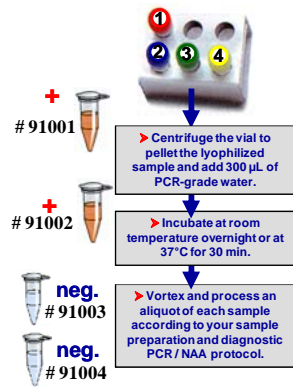 1
2 3 4
+
# 91001
➤ Centrifuge the vial to
pellet the lyophilized
sample and add 300 µL of
PCR-grade water.
+
# 91002
➤ Incubate at room
temperature overnight or at
37°C for 30 min.
neg.
# 91003
➤ Vortex and process an
aliquot of each sample
according to your sample
preparation and diagnostic
PCR / NAA protocol.
neg.
# 91004